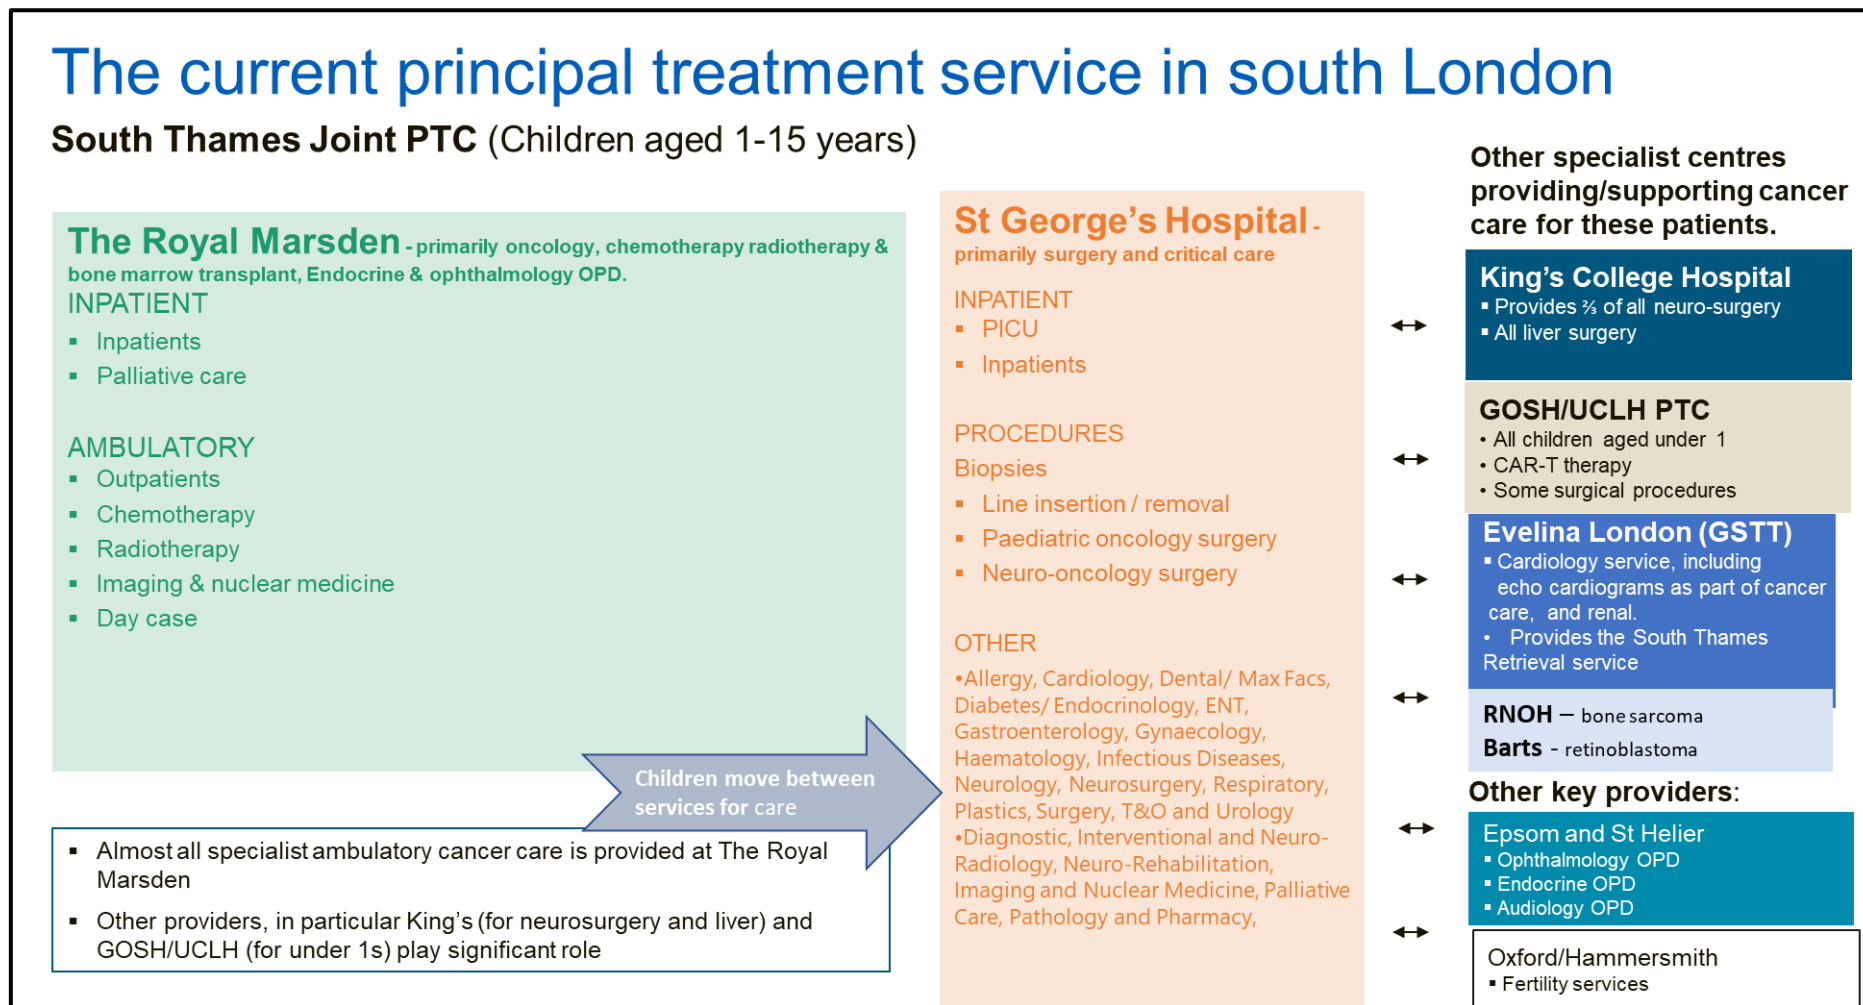 The current principal treatment service in south London
South Thames Joint PTC (Children aged 1-15 years)
The Royal Marsden - primarily oncology, chemotherapy radiotherapy &
bone marrow transplant, Endocrine & ophthalmology OPD.
INPATIENT
▪ Inpatients
▪ Palliative care
AMBULATORY
▪ Outpatients
▪ Chemotherapy
▪ Radiotherapy
▪ Imaging & nuclear medicine
▪ Day case
Children move between
services for care
▪ Almost all specialist ambulatory cancer care is provided at The Royal
Marsden
▪ Other providers, in particular King's (for neurosurgery and liver) and
GOSH/UCLH (for under 1s) play significant role
St George's Hospital -
primarily surgery and critical care
INPATIENT
▪ PICU
▪ Inpatients
PROCEDURES
Biopsies
▪ Line insertion / removal
▪ Paediatric oncology surgery
▪ Neuro-oncology surgery
OTHER
•Allergy, Cardiology, Dental/ Max Facs,
Diabetes/ Endocrinology, ENT,
Gastroenterology, Gynaecology,
Haematology, Infectious Diseases,
Neurology, Neurosurgery, Respiratory,
Plastics, Surgery, T&O and Urology
•Diagnostic, Interventional and Neuro-
Radiology, Neuro-Rehabilitation,
Imaging and Nuclear Medicine, Palliative
Care, Pathology and Pharmacy,
Other specialist centres
providing/supporting cancer
care for these patients.
King's College Hospital
▪ Provides ⅔ of all neuro-surgery
▪ All liver surgery
GOSH/UCLH PTC
• All children aged under 1
• CAR-T therapy
• Some surgical procedures
Evelina London (GSTT)
▪ Cardiology service, including
echo cardiograms as part of cancer
care, and renal.
• Provides the South Thames
Retrieval service
RNOH – bone sarcoma
Barts - retinoblastoma
Other key providers:
Epsom and St Helier
▪ Ophthalmology OPD
▪ Endocrine OPD
▪ Audiology OPD
Oxford/Hammersmith
▪ Fertility services